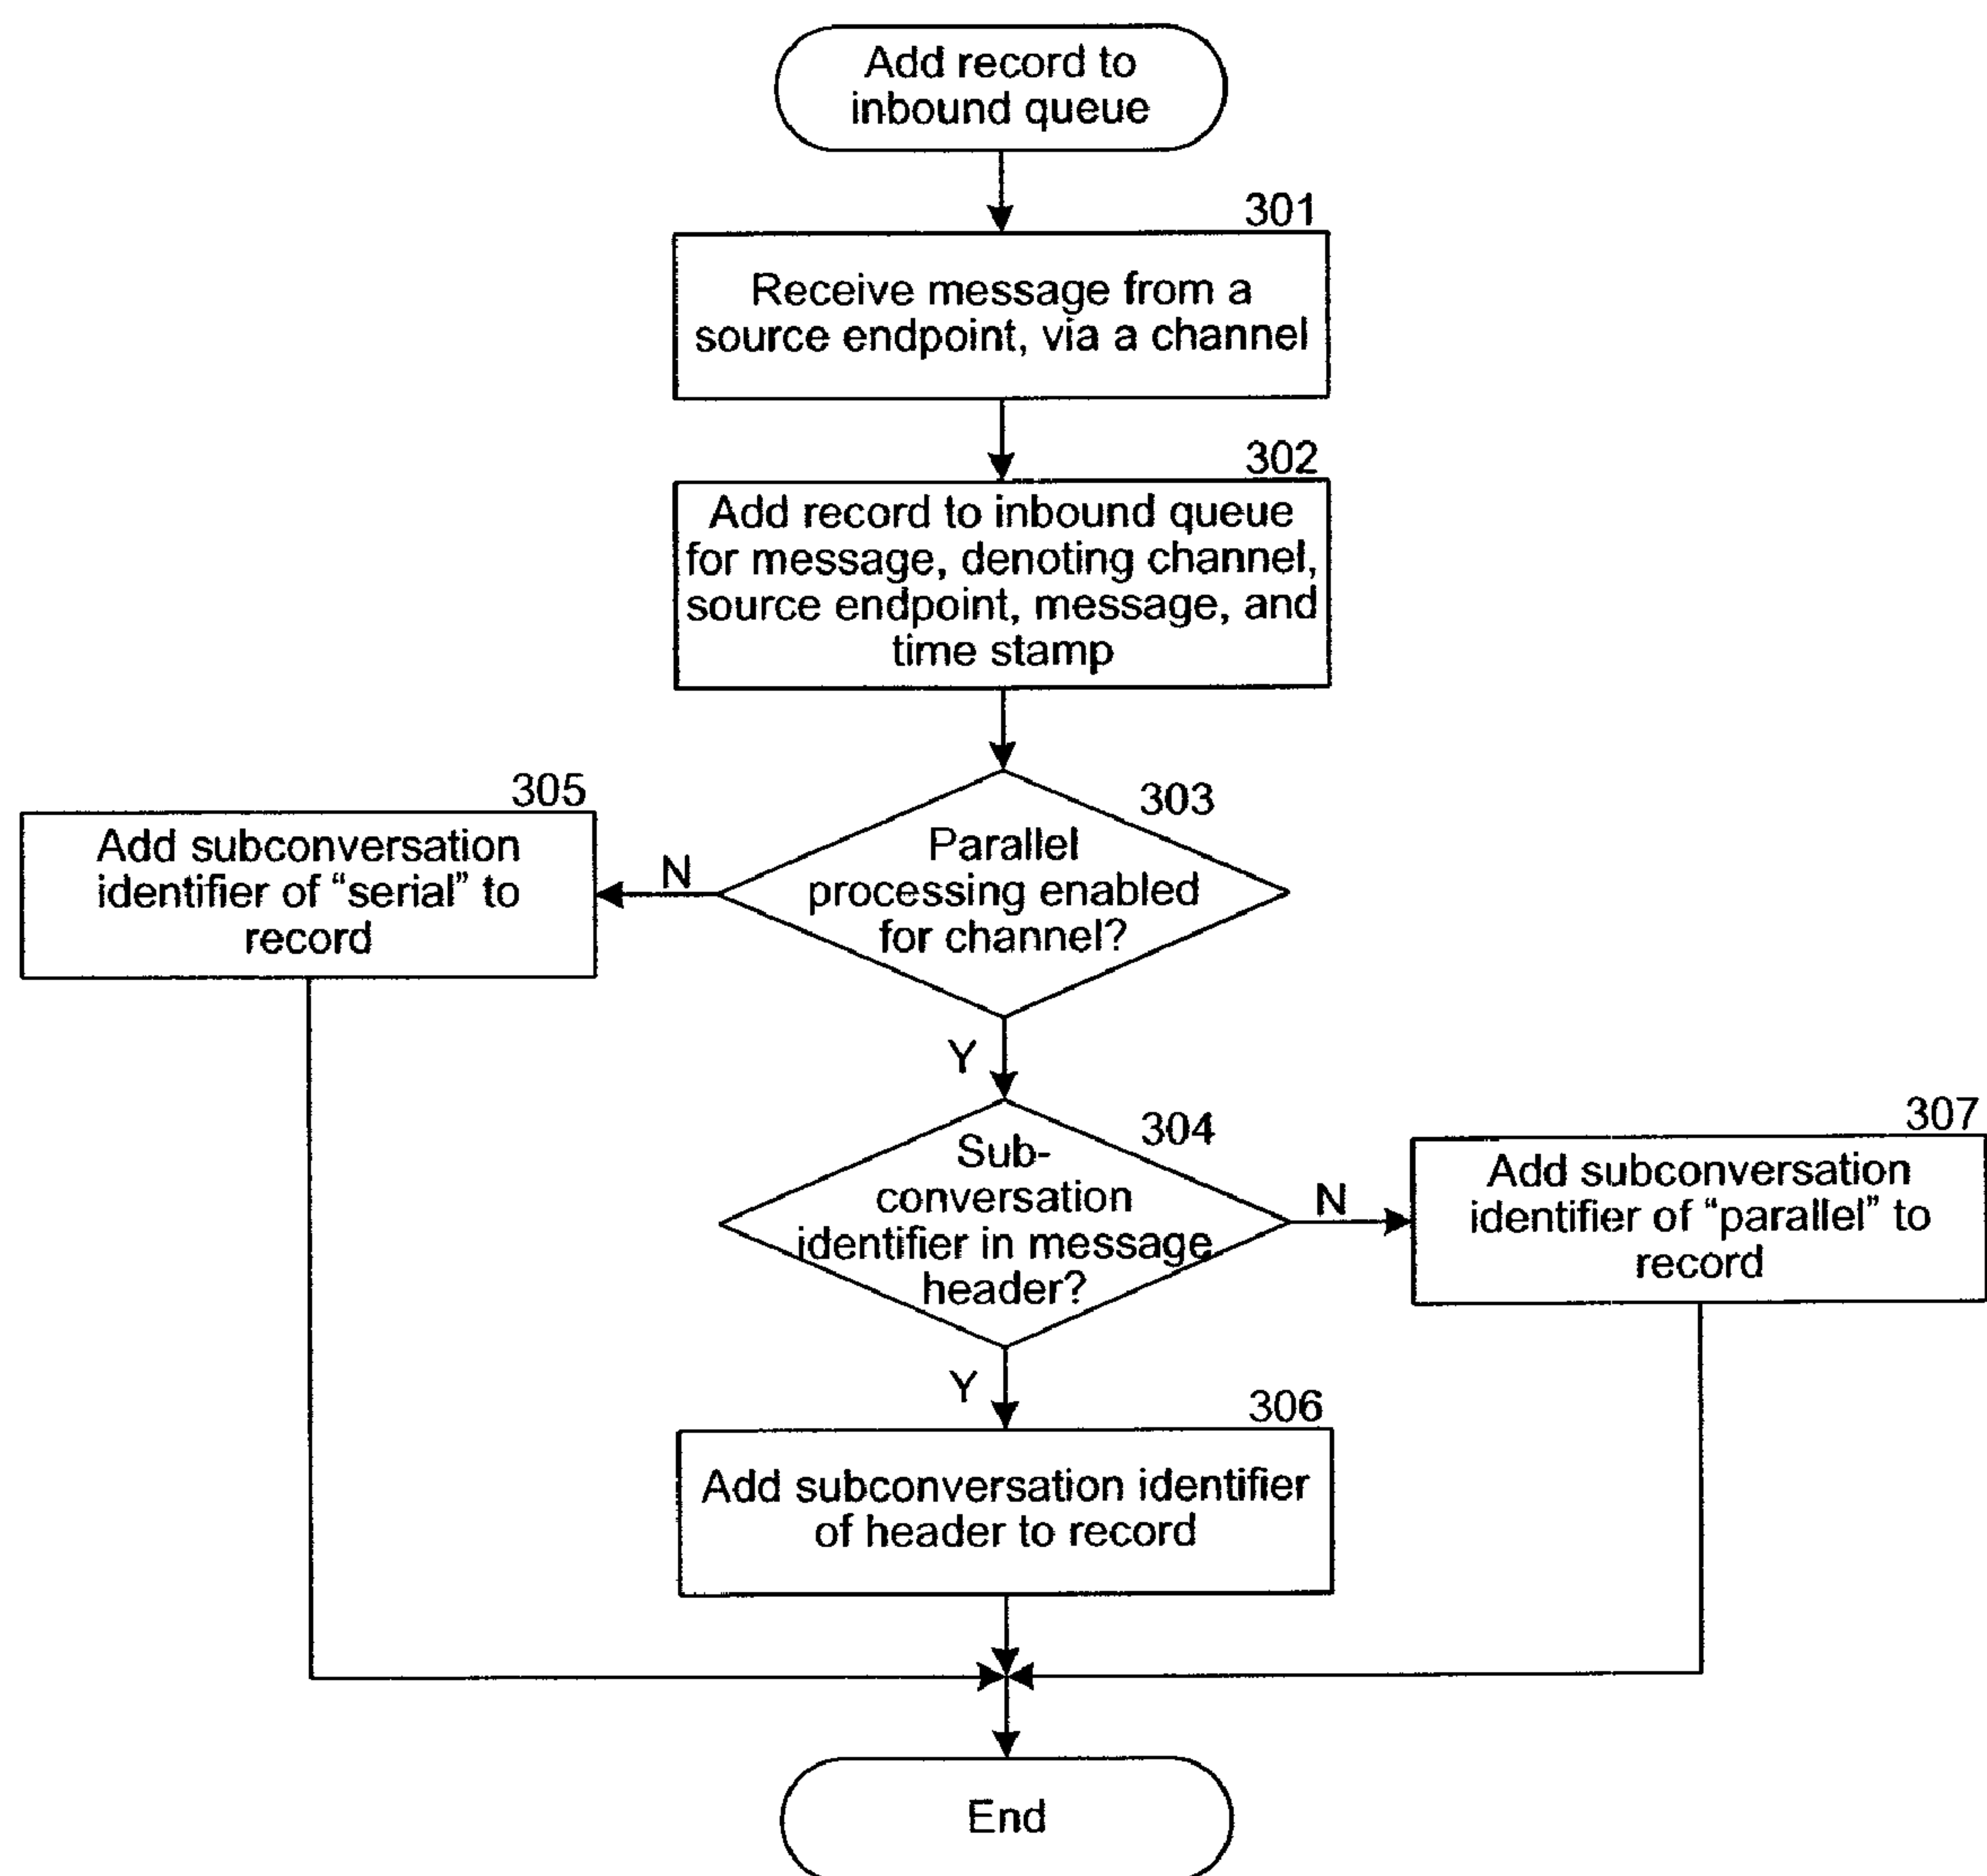 Add record to
inbound queue
301
Receive message from a
source endpoint, via a channel
302
Add record to inbound queue
for message, denoting channel,
source endpoint, message, and
time stamp
303
Parallel
processing enabled
for channel?
N
305
Add subconversation
identifier of “serial” to
record
Y
304
Sub-
conversation
identifier in message
header?
N
307
Add subconversation
identifier of “parallel” to
record
Y
306
Add subconversation identifier
of header to record
End